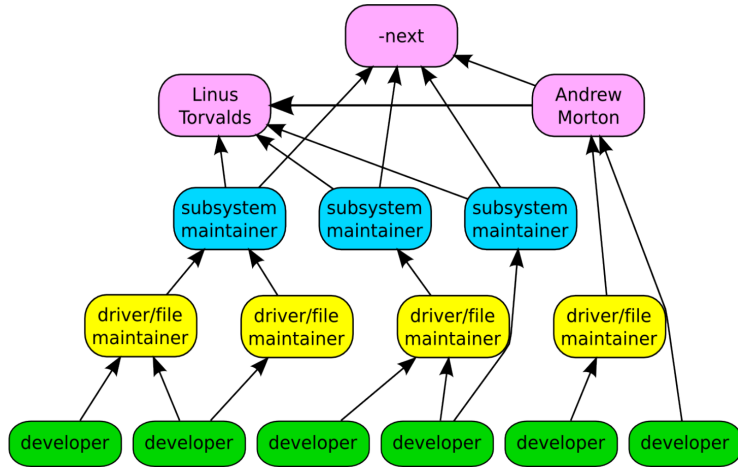 -next
Linus
Torvalds
Andrew
Morton
subsystem
maintainer
subsystem
maintainer
subsystem
maintainer
driver/file
maintainer
driver/file
maintainer
driver/file
maintainer
driver/file
maintainer
developer
developer
developer
developer
developer
developer